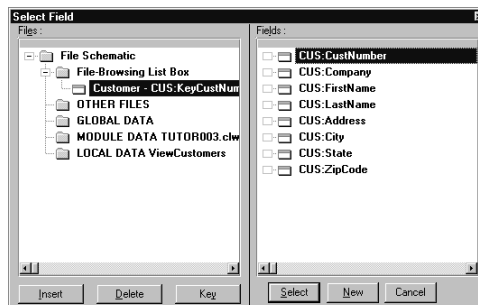 Select Field
Files :
File Schematic
File-Browsing List Box
Customer - CUS:KeyCustNum
OTHER FILES
GLOBAL DATA
MODULE DATA TUTOR003.clw
LOCAL DATA ViewCustomers
Insert
Delete
Key
Fields :
CUS:CustNumber
CUS:Company
CUS:FirstName
CUS:LastName
CUS:Address
CUS:City
CUS:State
CUS:ZipCode
Select
New
Cancel